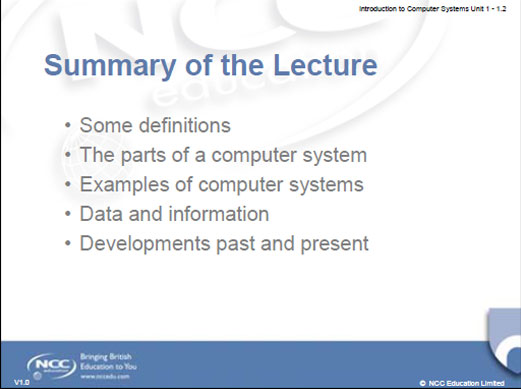 Introduction to Computer Systems Unit 1 - 1.2
Summary of the Lecture
• Some definitions
• The parts of a computer system
• Examples of computer systems
• Data and information
• Developments past and present
NCC
education
Bringing British
Education to You
www.nccedu.com
V1.0
© NCC Education Limited